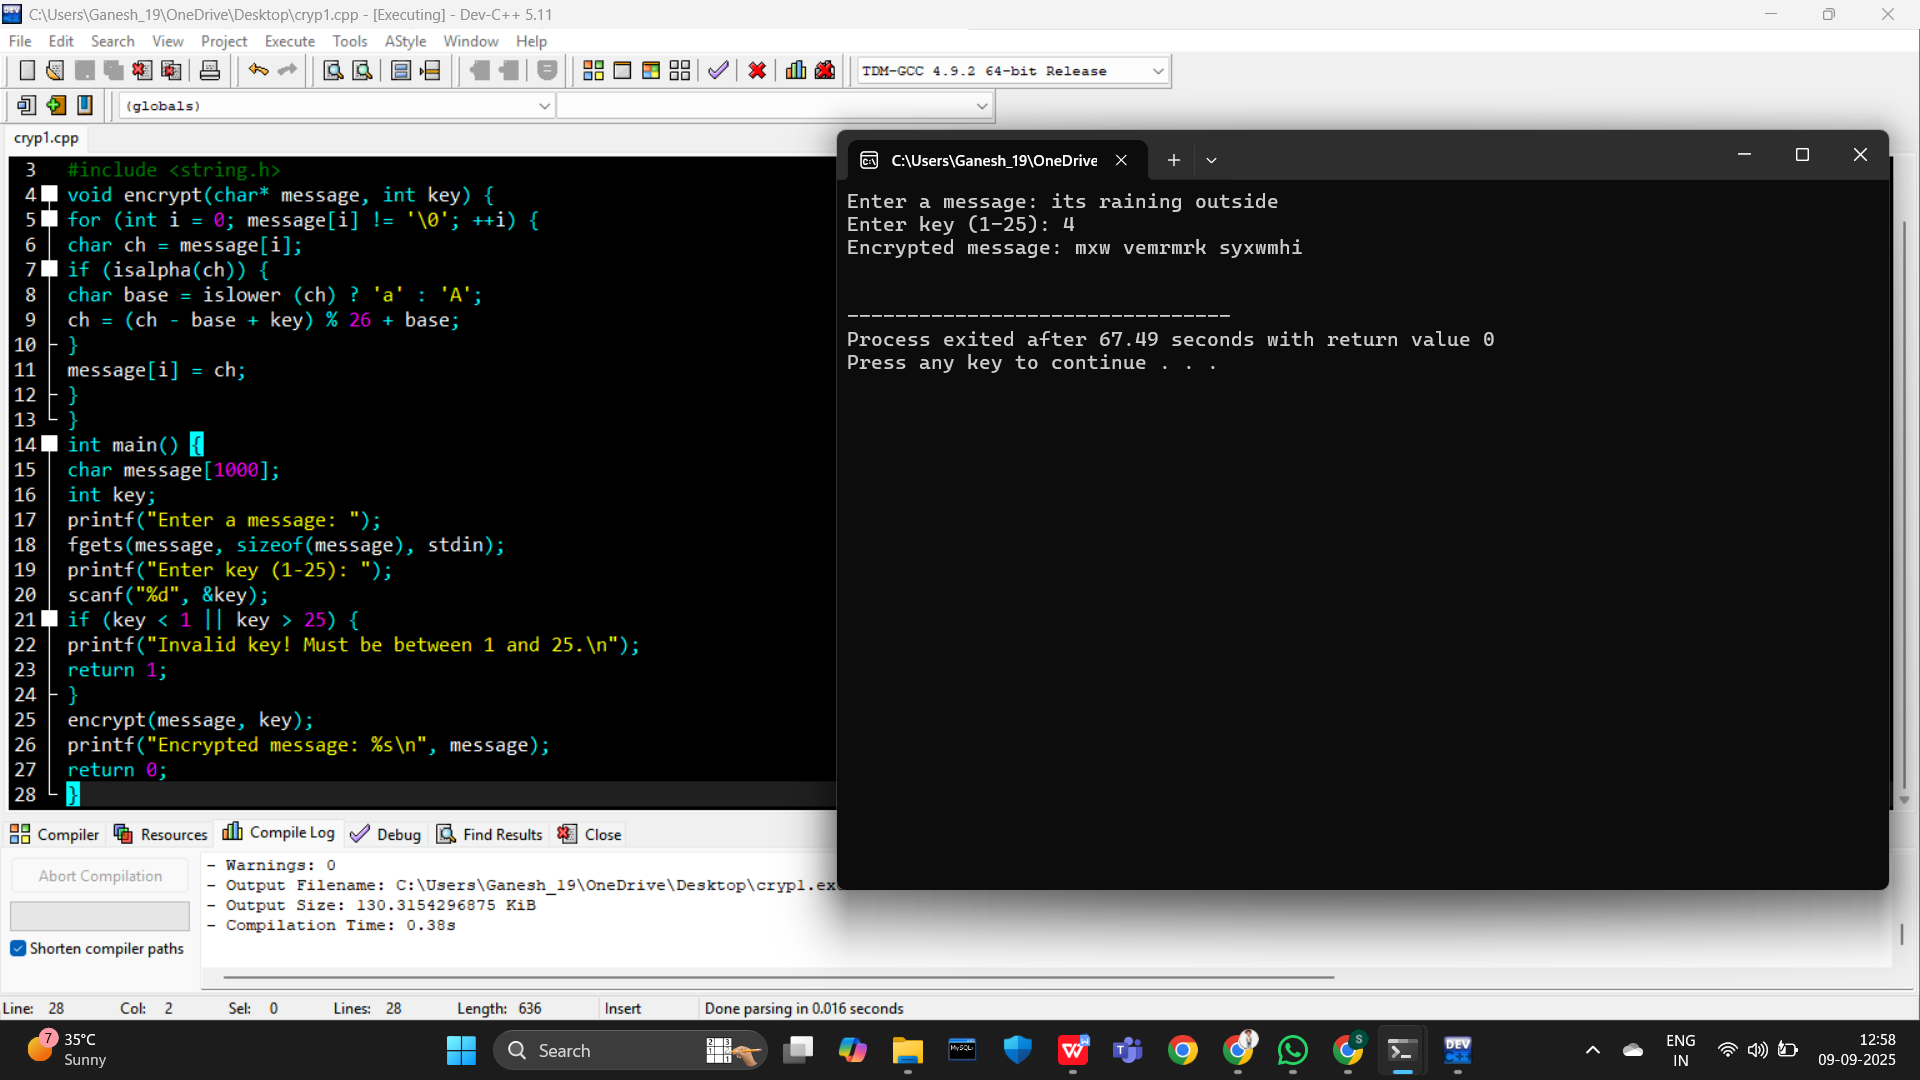 C:\Users\Ganesh_19\OneDrive\Desktop\cryp1.cpp - [Executing] - Dev-C++ 5.11
File Edit Search View Project Execute Tools AStyle Window Help
TDM-GCC 4.9.2 64-bit Release
(globals)
cryp1.cpp
3 #include <string.h>
4 void encrypt(char* message, int key) {
5 for (int i = 0; message[i] != '\0'; ++i) {
6 char ch = message[i];
7 if (isalpha(ch)) {
8 char base = islower (ch) ? 'a' : 'A';
9 ch = (ch - base + key) % 26 + base;
10 }
11 message[i] = ch;
12 }
13 }
14 int main() {
15 char message[1000];
16 int key;
17 printf("Enter a message: ");
18 fgets(message, sizeof(message), stdin);
19 printf("Enter key (1-25): ");
20 scanf("%d", &key);
21 if (key < 1 || key > 25) {
22 printf("Invalid key! Must be between 1 and 25.\n");
23 return 1;
24 }
25 encrypt(message, key);
26 printf("Encrypted message: %s\n", message);
27 return 0;
28 }
C:\Users\Ganesh_19\OneDrive
Enter a message: its raining outside
Enter key (1-25): 4
Encrypted message: mxw vemrmrk syxwmhi
--------------------------------
Process exited after 67.49 seconds with return value 0
Press any key to continue . . .
Compiler Resources Compile Log Debug Find Results Close
Abort Compilation
Shorten compiler paths
- Warnings: 0
- Output Filename: C:\Users\Ganesh_19\OneDrive\Desktop\cryp1.ex
- Output Size: 130.3154296875 KiB
- Compilation Time: 0.38s
Line: 28 Col: 2 Sel: 0 Lines: 28 Length: 636 Insert Done parsing in 0.016 seconds
7
35°C
Sunny
Search
MySQL
DEV
C++
S
ENG
IN
12:58
09-09-2025